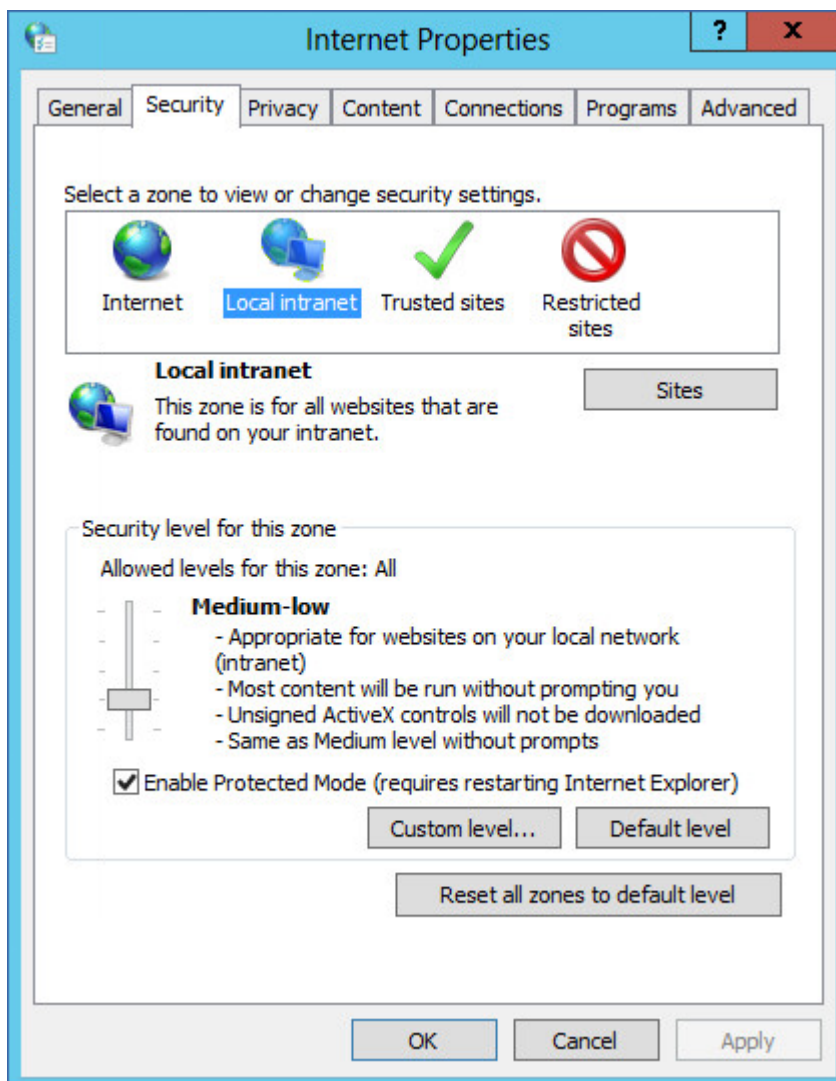 Internet Properties
? x
General Security Privacy Content Connections Programs Advanced
Select a zone to view or change security settings.
Internet Local intranet Trusted sites Restricted
sites
Local intranet
Sites
This zone is for all websites that are
found on your intranet.
Security level for this zone
Allowed levels for this zone: All
Medium-low
- Appropriate for websites on your local network
(intranet)
- Most content will be run without prompting you
- Unsigned ActiveX controls will not be downloaded
- Same as Medium level without prompts
Enable Protected Mode (requires restarting Internet Explorer)
Custom level... Default level
Reset all zones to default level
OK Cancel Apply